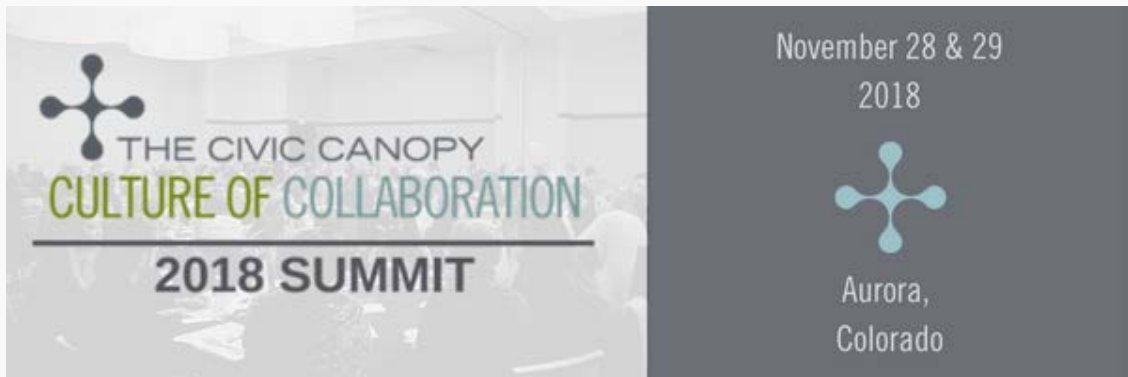 THE CIVIC CANOPY
CULTURE OF COLLABORATION
2018 SUMMIT
November 28 & 29
2018
Aurora,
Colorado